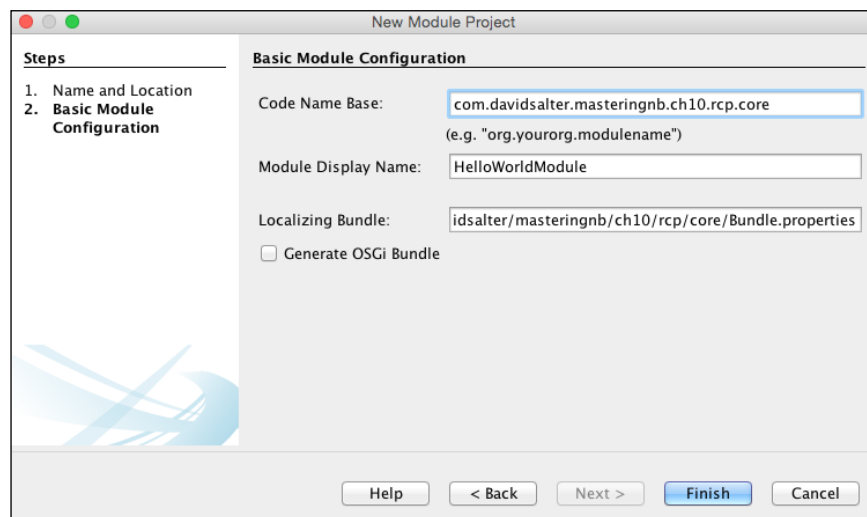 New Module Project
Steps
1. Name and Location
2. Basic Module
Configuration
Basic Module Configuration
Code Name Base: com.davidsalter.masteringnb.ch10.rcp.core
(e.g. "org.yourorg.modulename")
Module Display Name: HelloWorldModule
Localizing Bundle: idsalter/masteringnb/ch10/rcp/core/Bundle.properties
Generate OSGi Bundle
Help < Back Next > Finish Cancel